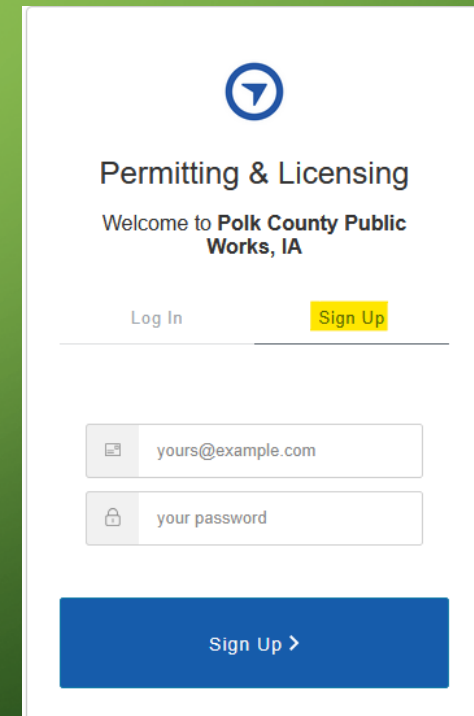 Permitting & Licensing
Welcome to Polk County Public
Works, IA
Log In Sign Up
yours@example.com
your password
Sign Up